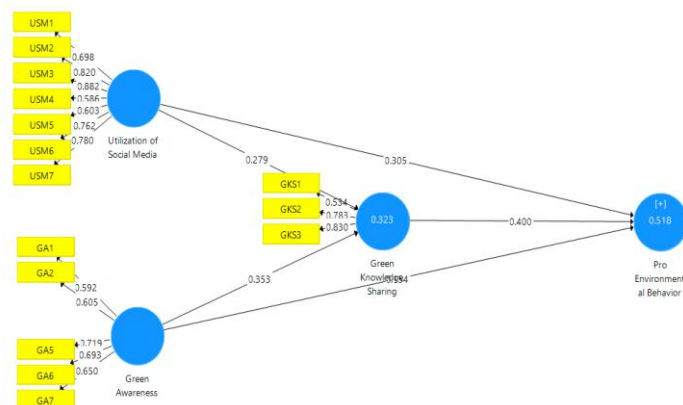 USM1
USM2
USM3
USM4
USM5
USM6
USM7
0.698
0.820
0.882
0.586
0.603
0.762
0.780
Utilization of
Social Media
0.279
0.305
GKS1
GKS2
GKS3
0.534
0.783
0.830
0.323
Green
Knowledge
Sharing
0.400
[+]
0.518
Pro
Environment
al Behavior
GA1
GA2
GA5
GA6
GA7
0.592
0.605
0.719
0.693
0.650
Green
Awareness
0.353